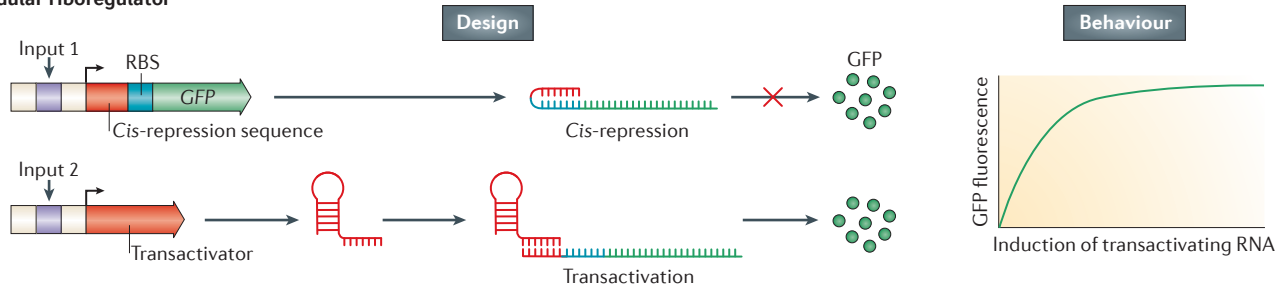 riboregulator
Design
Behaviour
Input 1
RBS
GFP
GFP
Cis-repression sequence
Cis-repression
Input 2
Transactivator
Transactivation
GFP fluorescence
Induction of transactivating RNA